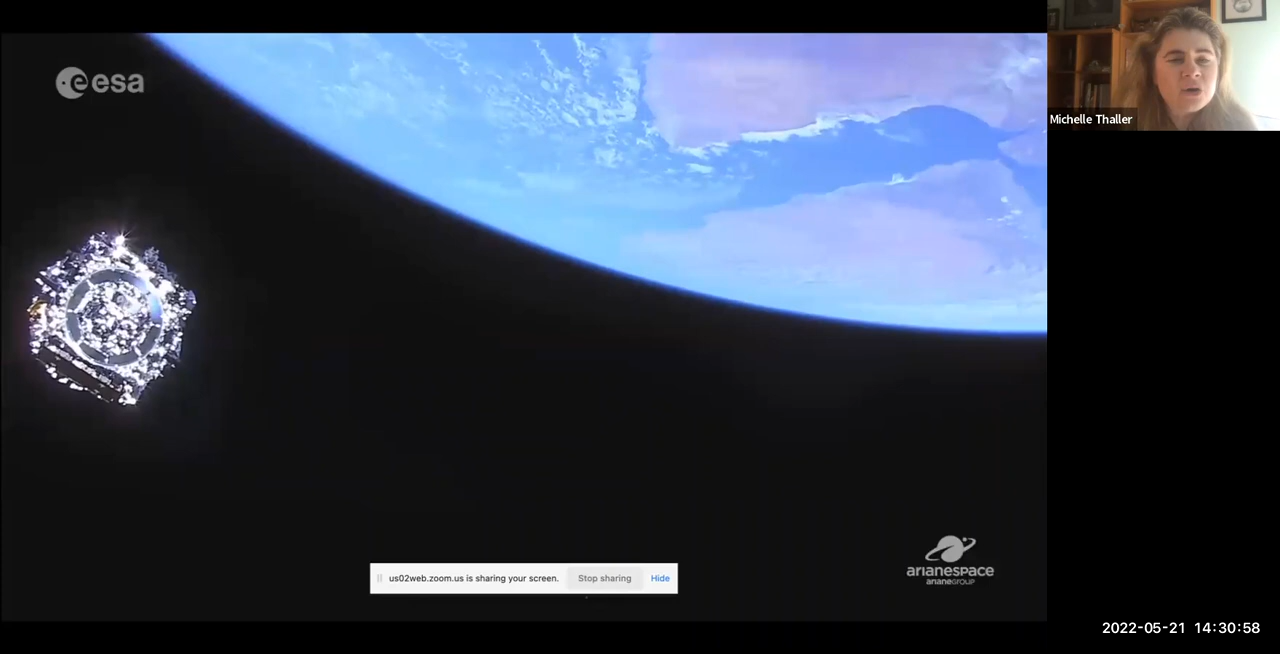 esa
Michelle Thaller
us02web.zoom.us is sharing your screen. Stop sharing Hide
arianespace
arianeGROUP
2022-05-21 14:30:58